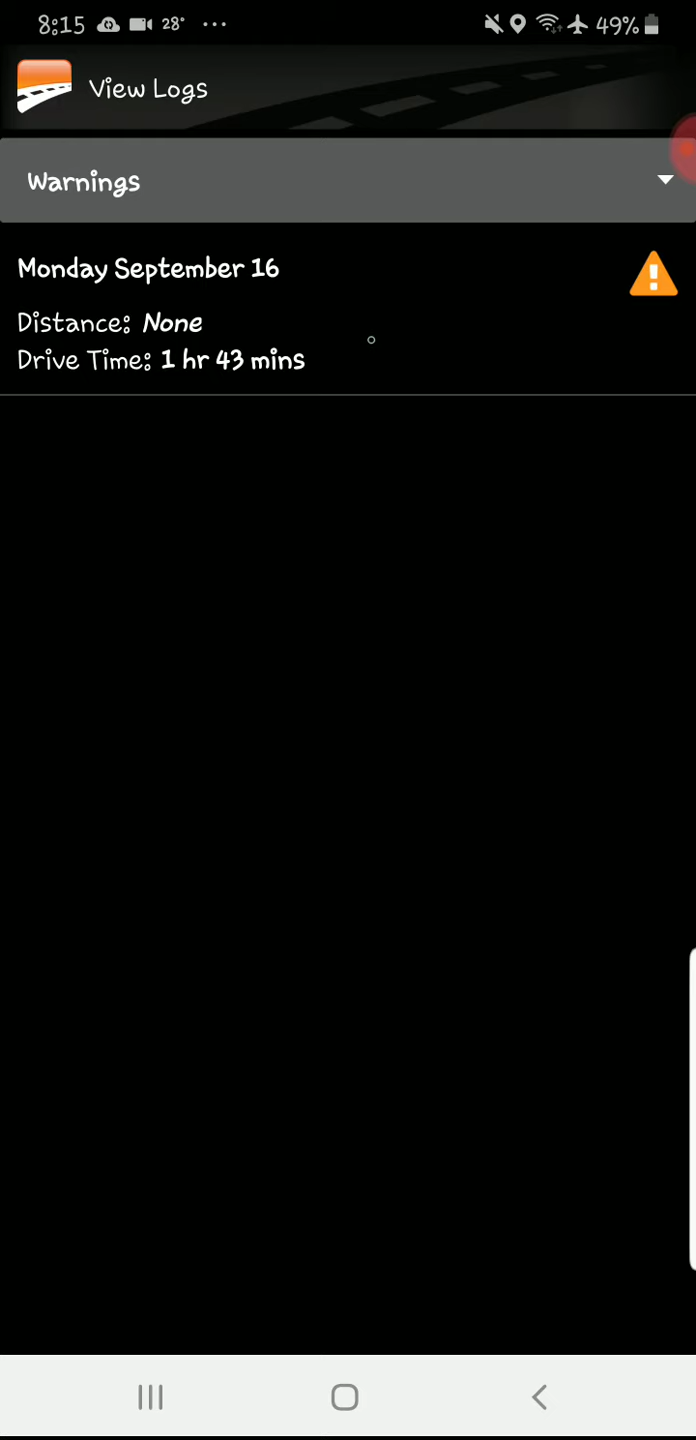 8:15 28° ... 49%
View Logs
Warnings
Monday September 16
Distance: None
Drive Time: 1 hr 43 mins